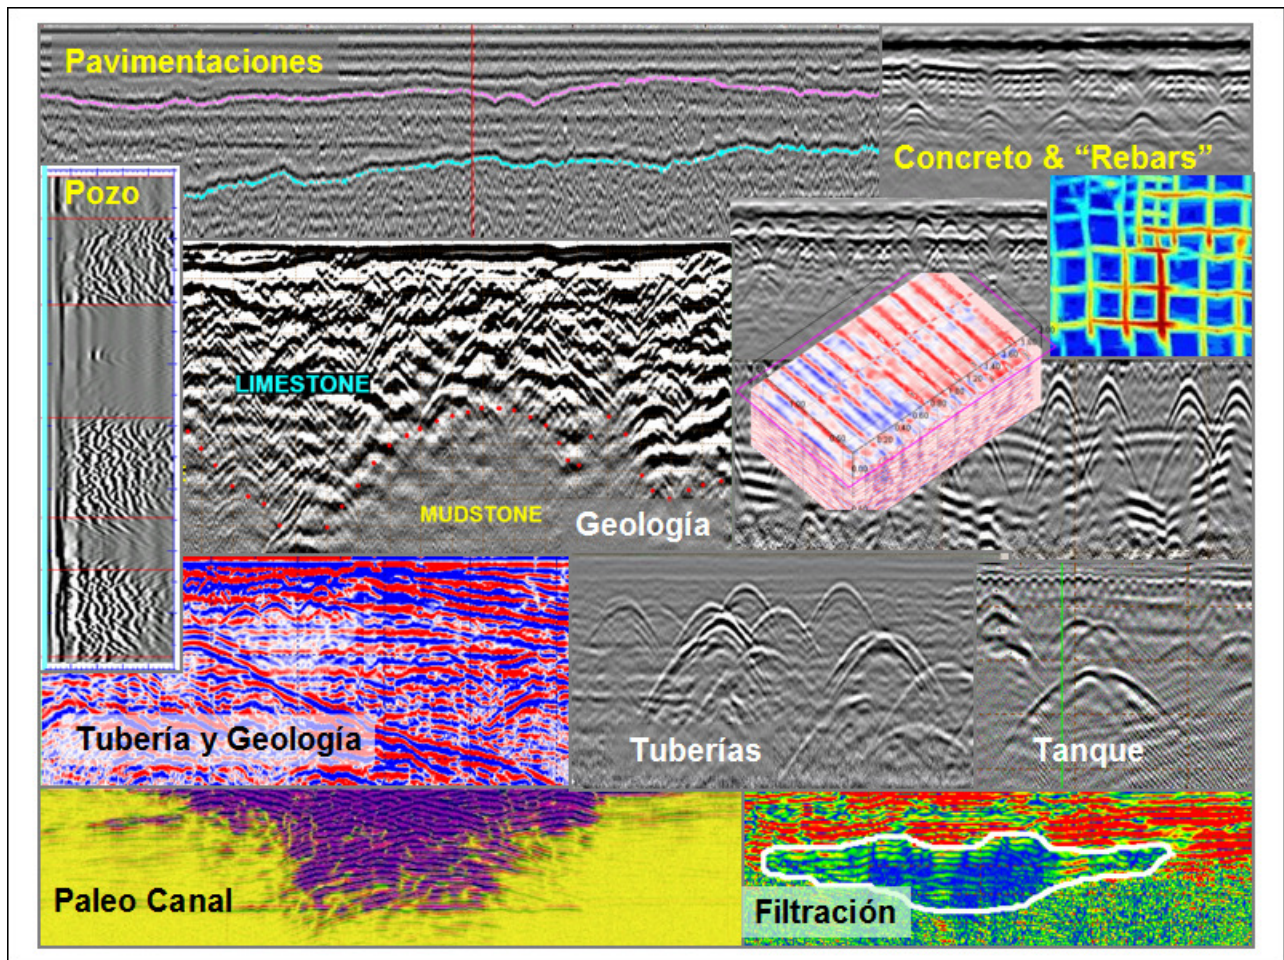 Pavimentaciones
Concreto & “Rebars”
Pozo
LIMESTONE
MUDSTONE
Geología
Tubería y Geología
Tuberías
Tanque
Paleo Canal
Filtración